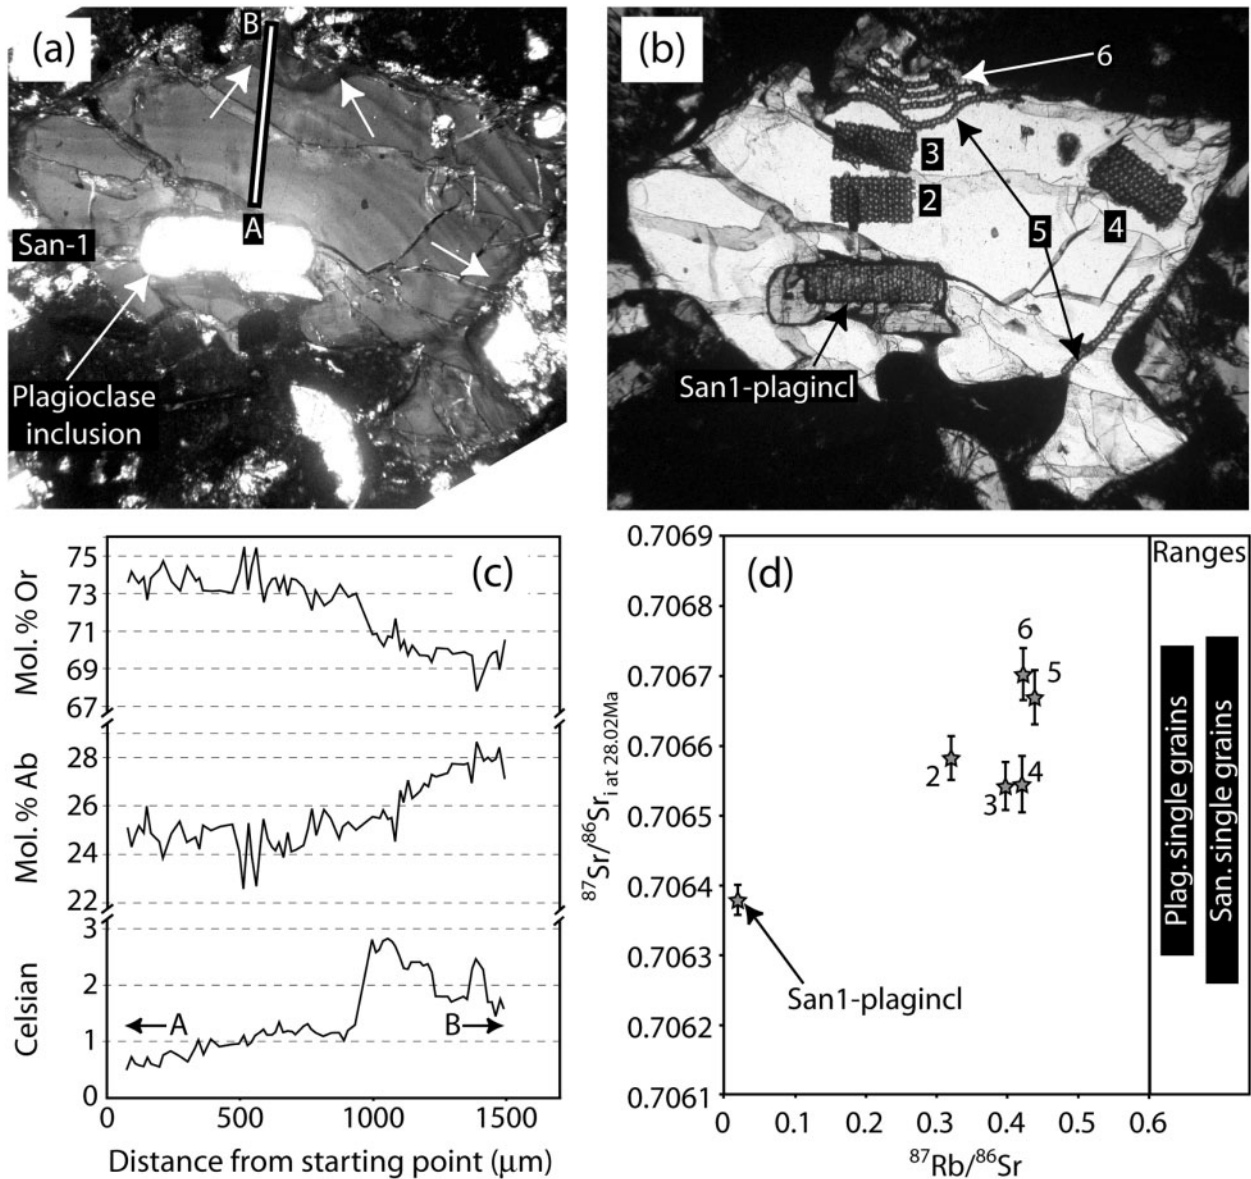 (a)
B
A
San-1
Plagioclase
inclusion
(b)
6
3
2
4
5
San1-plagincl
(c)
Mol. % Or
75
73
71
69
67
Mol. % Ab
28
26
24
22
Celsian
3
2
1
0
A
B
0
500
1000
1500
Distance from starting point (μm)
(d)
⁸⁷Sr/⁸⁶Sr i at 28.02Ma
0.7069
0.7068
0.7067
0.7066
0.7065
0.7064
0.7063
0.7062
0.7061
6
5
2
3
4
San1-plagincl
0
0.1
0.2
0.3
0.4
0.5
0.6
⁸⁷Rb/⁸⁶Sr
Ranges
Plag. single grains
San. single grains